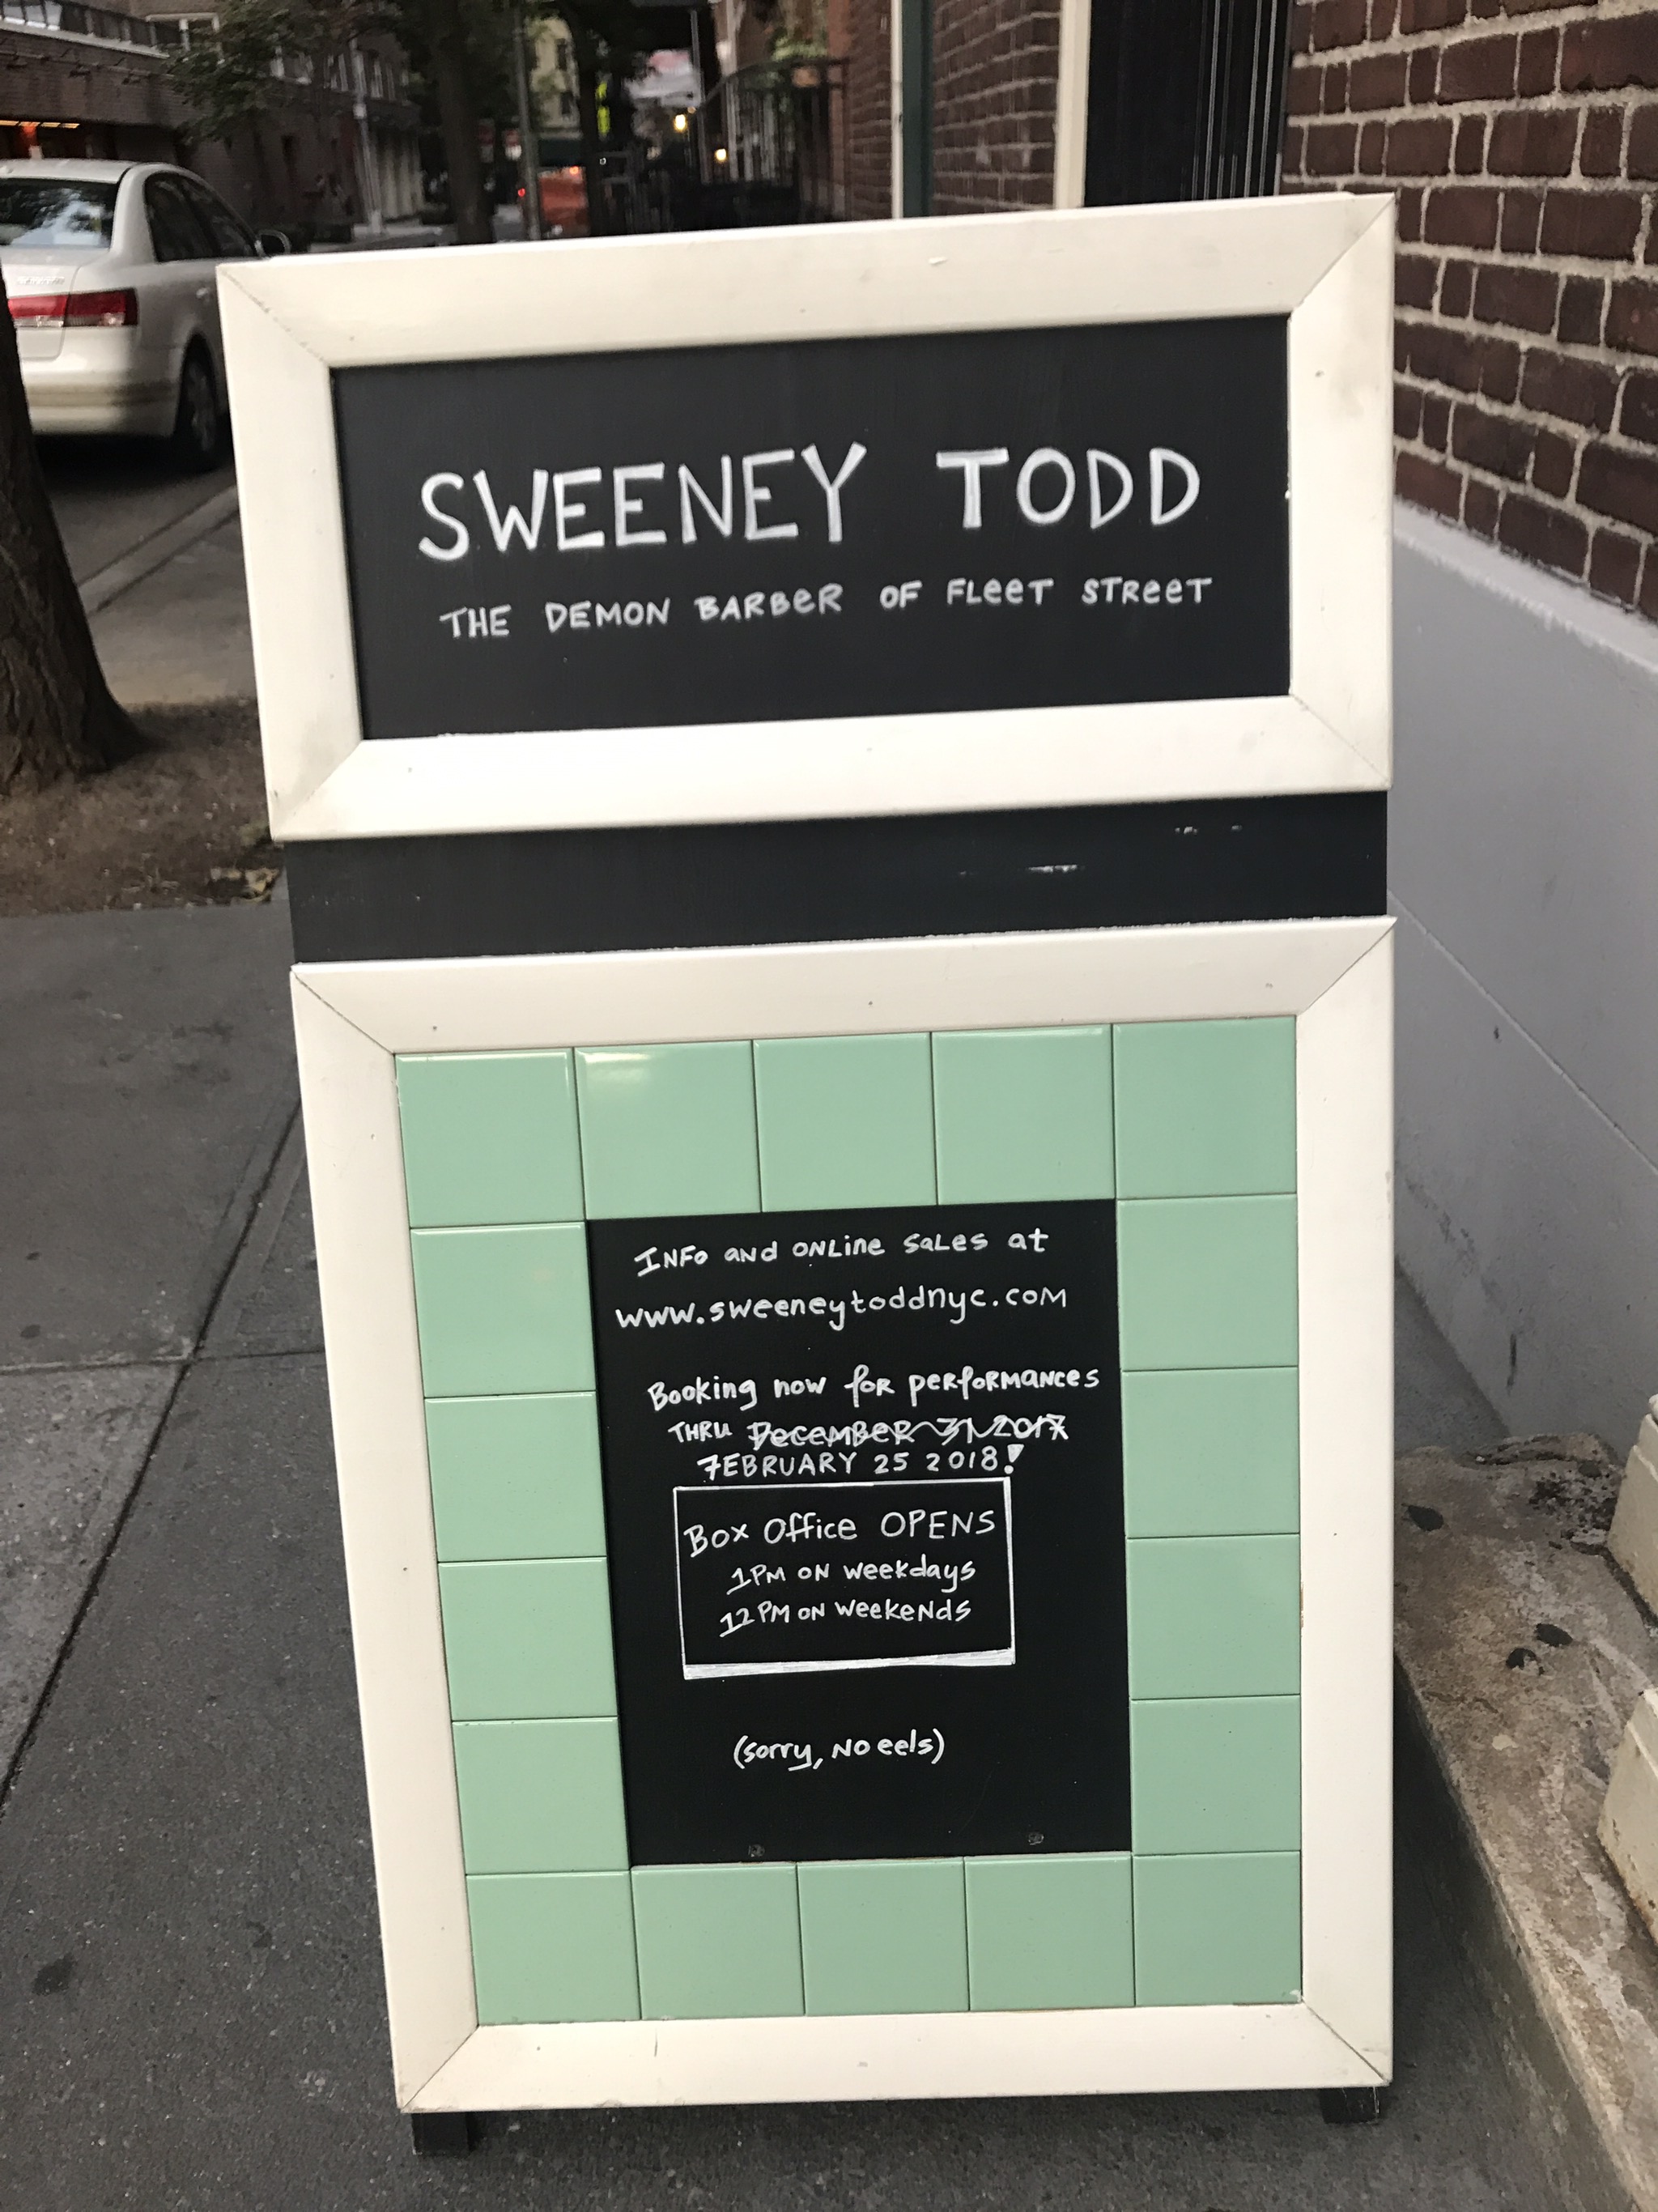 SWEENEY TODD
THE DEMON BARBER OF FLEET STREET
INFO and ONLine SaLes at
www.sweeneytoddnyc.com
Booking now for performances
THRU December 31 2017
FEBRUARY 25 2018!
Box Office OPENS
1PM ON weekdays
12PM ON weekends
(sorry, No eels)